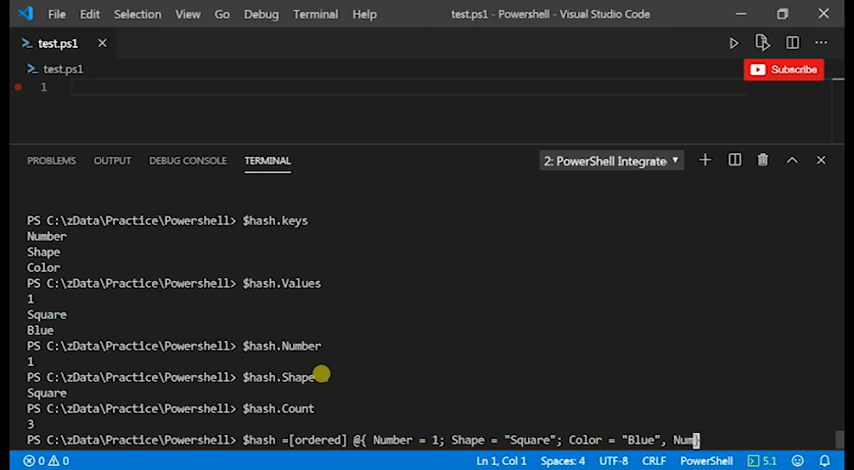 File Edit Selection View Go Debug Terminal Help test.ps1 - Powershell - Visual Studio Code
test.ps1
test.ps1
Subscribe
1
PROBLEMS OUTPUT DEBUG CONSOLE TERMINAL 2: PowerShell Integrate
PS C:\zData\Practice\Powershell> $hash.keys
Number
Shape
Color
PS C:\zData\Practice\Powershell> $hash.Values
1
Square
Blue
PS C:\zData\Practice\Powershell> $hash.Number
1
PS C:\zData\Practice\Powershell> $hash.Shape
Square
PS C:\zData\Practice\Powershell> $hash.Count
3
PS C:\zData\Practice\Powershell> $hash =[ordered] @{ Number = 1; Shape = "Square"; Color = "Blue", Num}
0 0 Ln 1, Col 1 Spaces: 4 UTF-8 CRLF PowerShell 5.1